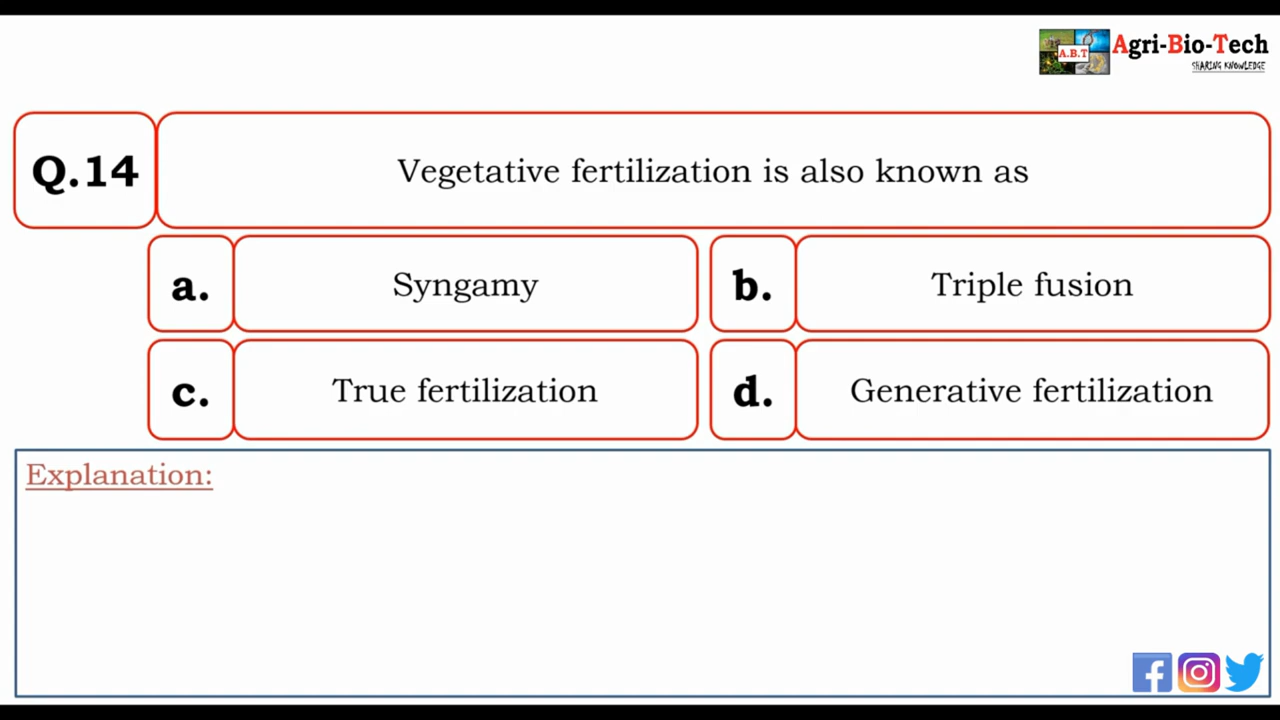 A.B.T
Agri-Bio-Tech
SHARING KNOWLEDGE
Q.14
Vegetative fertilization is also known as
a.
Syngamy
b.
Triple fusion
c.
True fertilization
d.
Generative fertilization
Explanation: